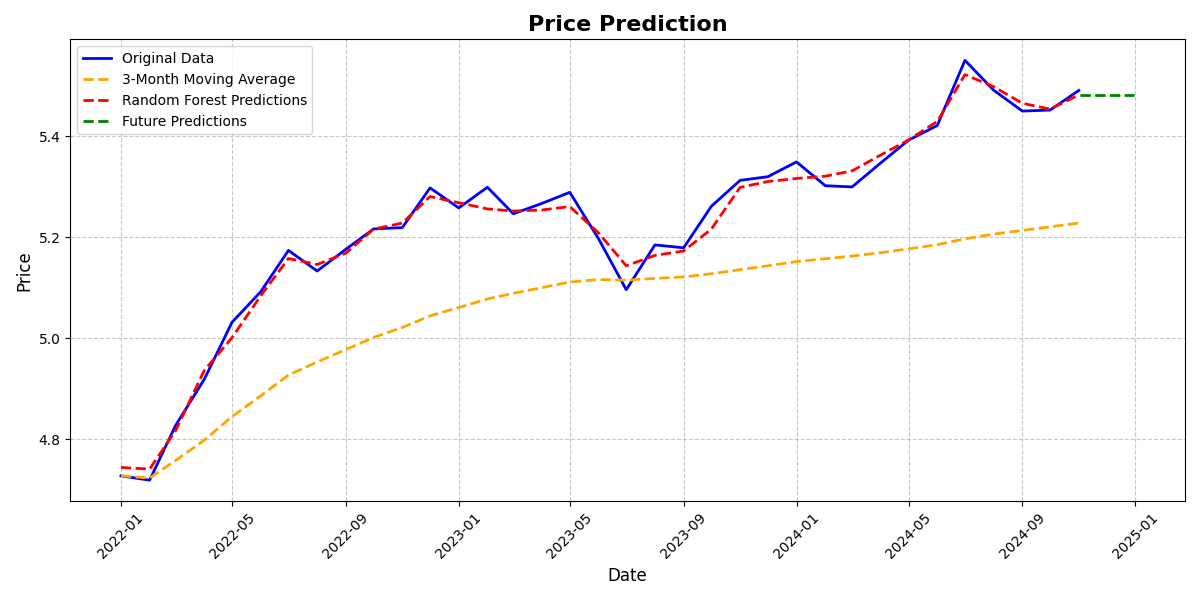 Price Prediction
Original Data
3-Month Moving Average
Random Forest Predictions
Future Predictions
Price
5.4
5.2
5.0
4.8
2022-01
2022-05
2022-09
2023-01
2023-05
2023-09
2024-01
2024-05
2024-09
2025-01
Date